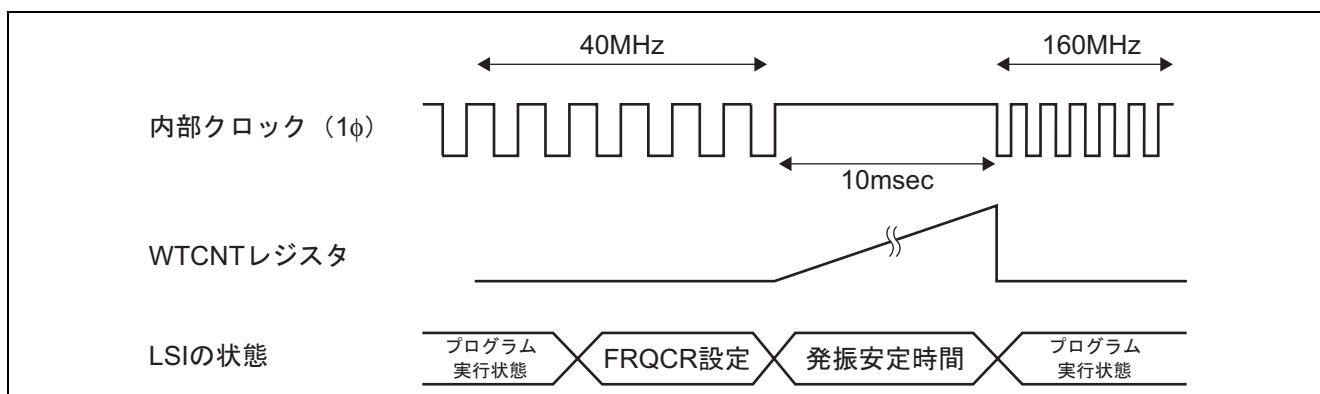 40MHz
160MHz
内部クロック（1φ）
10msec
WTCNTレジスタ
LSIの状態
プログラム
実行状態
FRQCR設定
発振安定時間
プログラム
実行状態